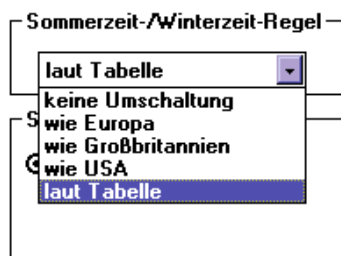 Sommerzeit-/Winterzeit-Regel
laut Tabelle
keine Umschaltung
wie Europa
wie Großbritannien
wie USA
laut Tabelle